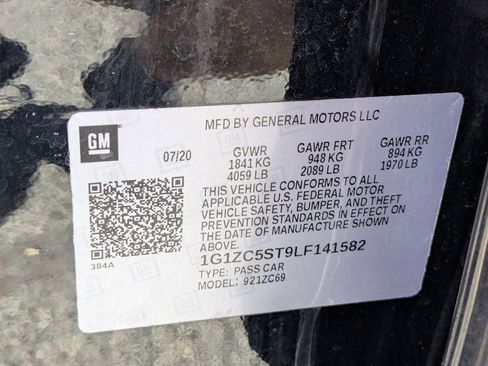 MFD BY GENERAL MOTORS LLC
GM
07/20 GVWR GAWR FRT GAWR RR
1841 KG 948 KG 894 KG
4059 LB 2089 LB 1970 LB
THIS VEHICLE CONFORMS TO ALL
APPLICABLE U.S. FEDERAL MOTOR
VEHICLE SAFETY, BUMPER, AND THEFT
PREVENTION STANDARDS IN EFFECT ON
THE DATE OF MANUFACTURE SHOWN
ABOVE.
384A
1G1ZC5ST9LF141582
TYPE: PASS CAR
MODEL: 921ZC69